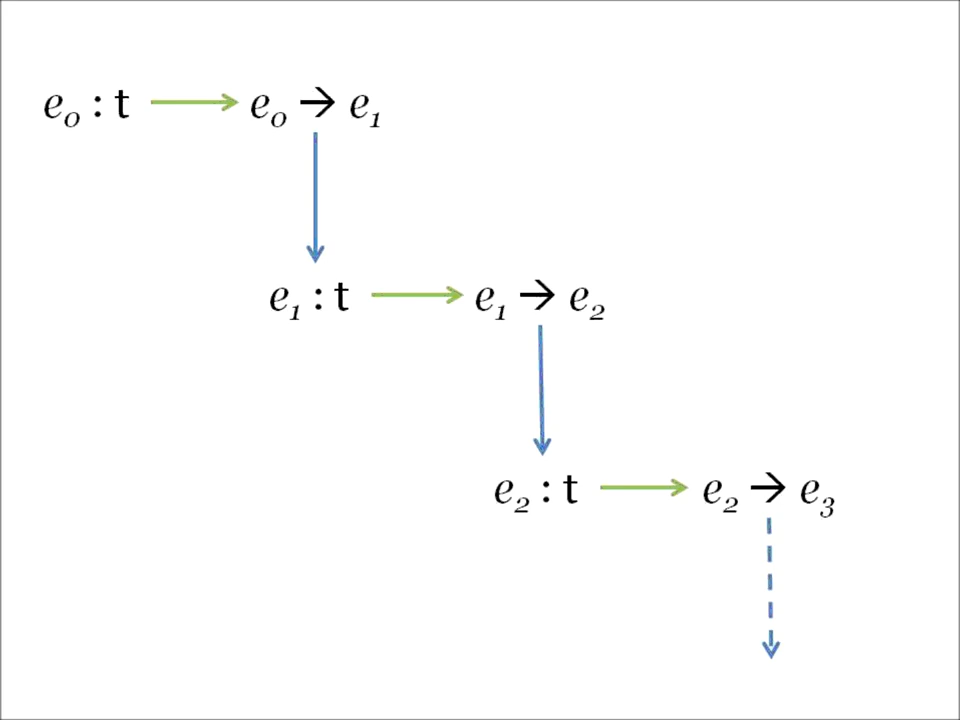 e₀ : t e₀ → e₁
e₁ : t e₁ → e₂
e₂ : t e₂ → e₃